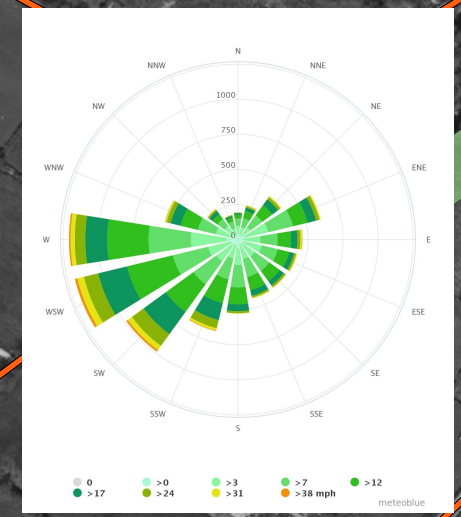 N
NNW NNE
NW NE
WNW ENE
W E
WSW ESE
SW SE
SSW SSE
S
1000
750
500
250
0
0 >0 >3 >7 >12
>17 >24 >31 >38 mph
meteoblue